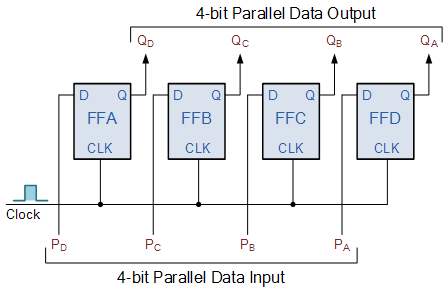 4-bit Parallel Data Output
QD QC QB QA
D Q D Q D Q D Q
FFA FFB FFC FFD
CLK CLK CLK CLK
Clock
PD PC PB PA
4-bit Parallel Data Input